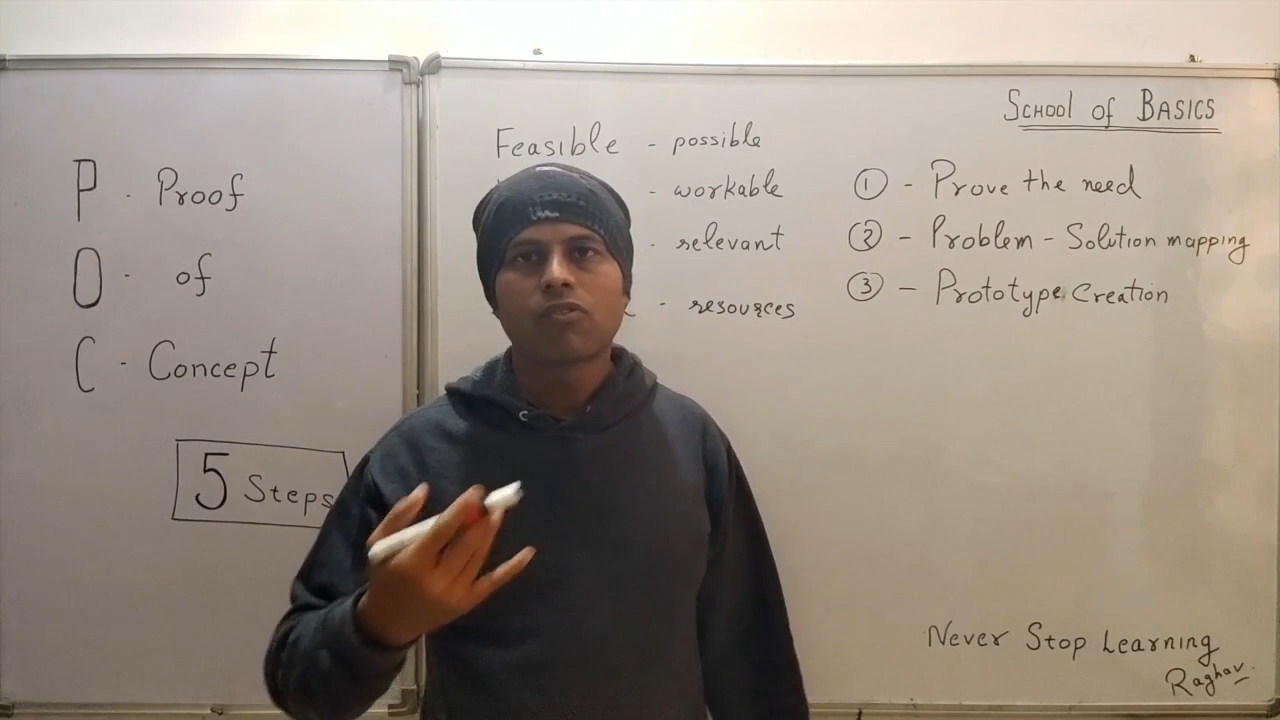 P - Proof
O - of
C - Concept
5 Steps
Feasible - possible
- workable
- relevant
- resources
SCHOOL of BASICS
① - Prove the need
② - Problem - Solution mapping
③ - Prototype Creation
Never Stop Learning
Raghav